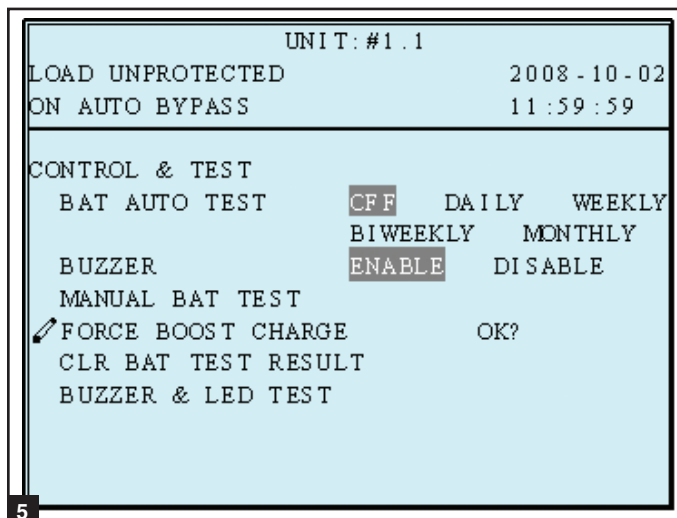 UNIT:#1.1
LOAD UNPROTECTED 2008-10-02
ON AUTO BYPASS 11:59:59
CONTROL & TEST
BAT AUTO TEST OFF DAILY WEEKLY
BIWEEKLY MONTHLY
BUZZER ENABLE DISABLE
MANUAL BAT TEST
FORCE BOOST CHARGE OK?
CLR BAT TEST RESULT
BUZZER & LED TEST
5